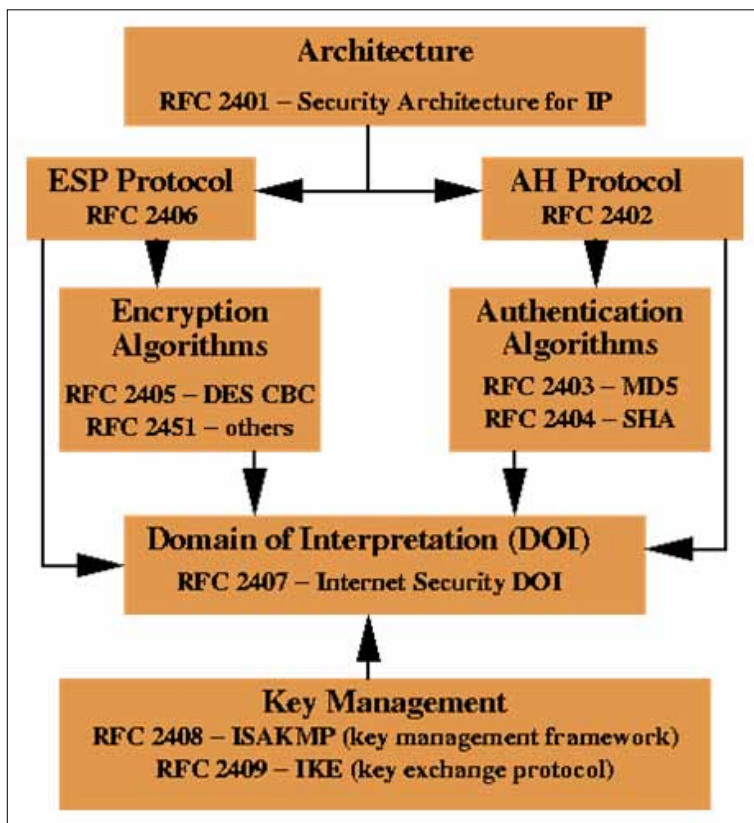 Architecture
RFC 2401 – Security Architecture for IP
ESP Protocol
RFC 2406
AH Protocol
RFC 2402
Encryption
Algorithms
RFC 2405 – DES CBC
RFC 2451 – others
Authentication
Algorithms
RFC 2403 – MD5
RFC 2404 – SHA
Domain of Interpretation (DOI)
RFC 2407 – Internet Security DOI
Key Management
RFC 2408 – ISAKMP (key management framework)
RFC 2409 – IKE (key exchange protocol)